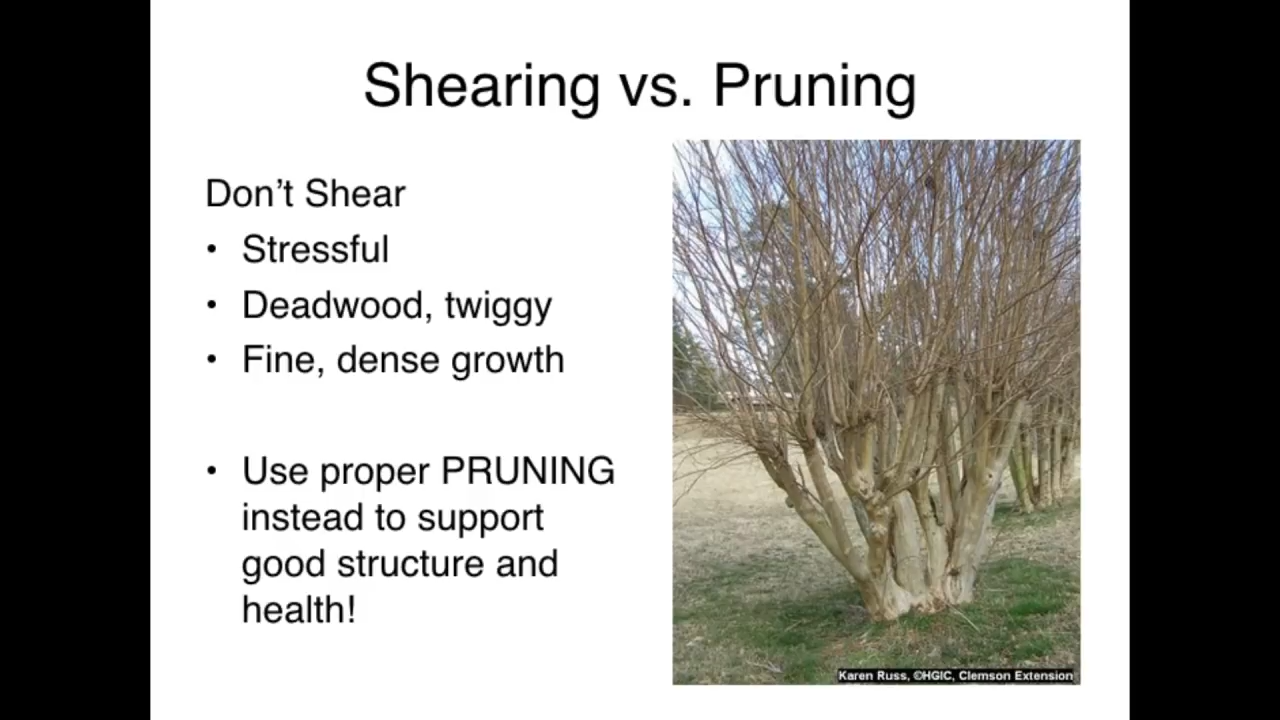 Shearing vs. Pruning
Don’t Shear
• Stressful
• Deadwood, twiggy
• Fine, dense growth
• Use proper PRUNING
instead to support
good structure and
health!
Karen Russ, ©HGIC, Clemson Extension